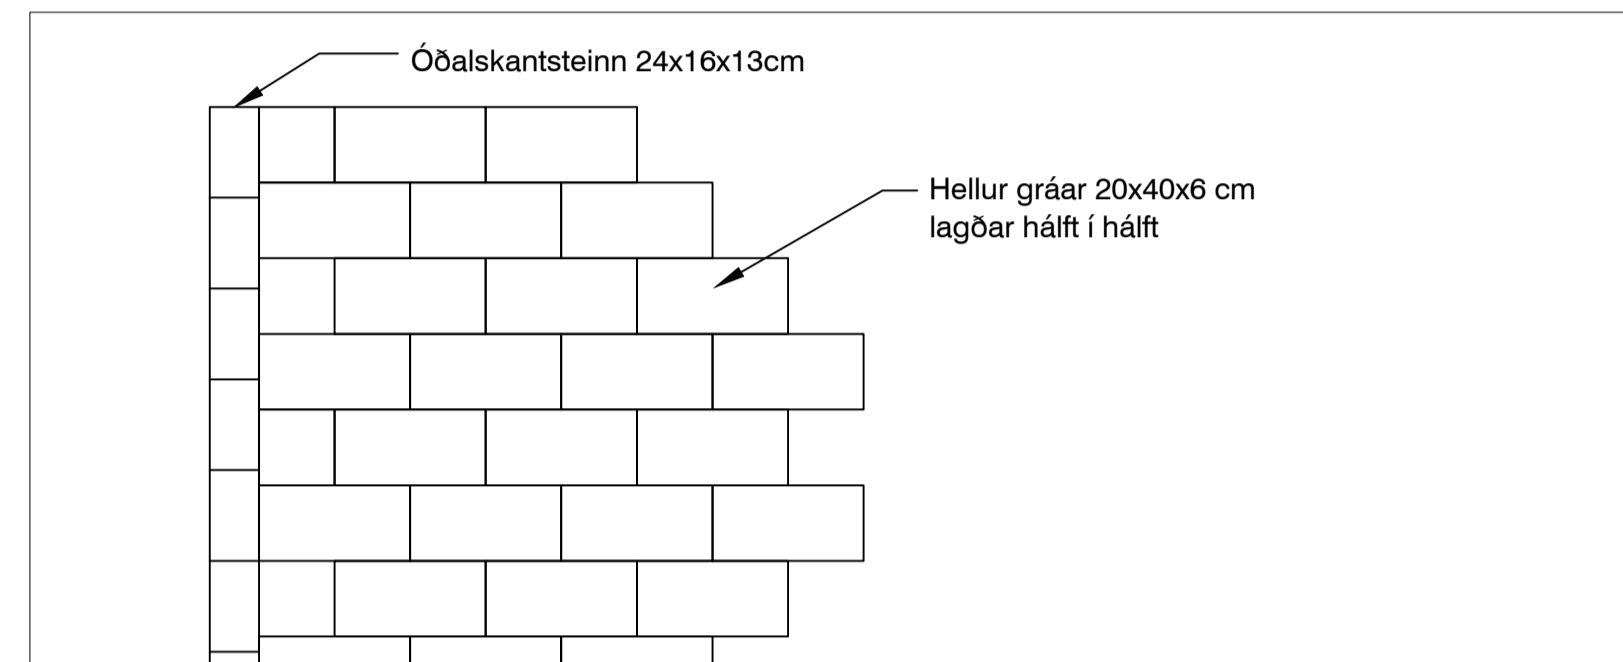 Óðalskantsteinn 24x16x13cm
Hellur gráar 20x40x6 cm
lagðar hálft í hálft